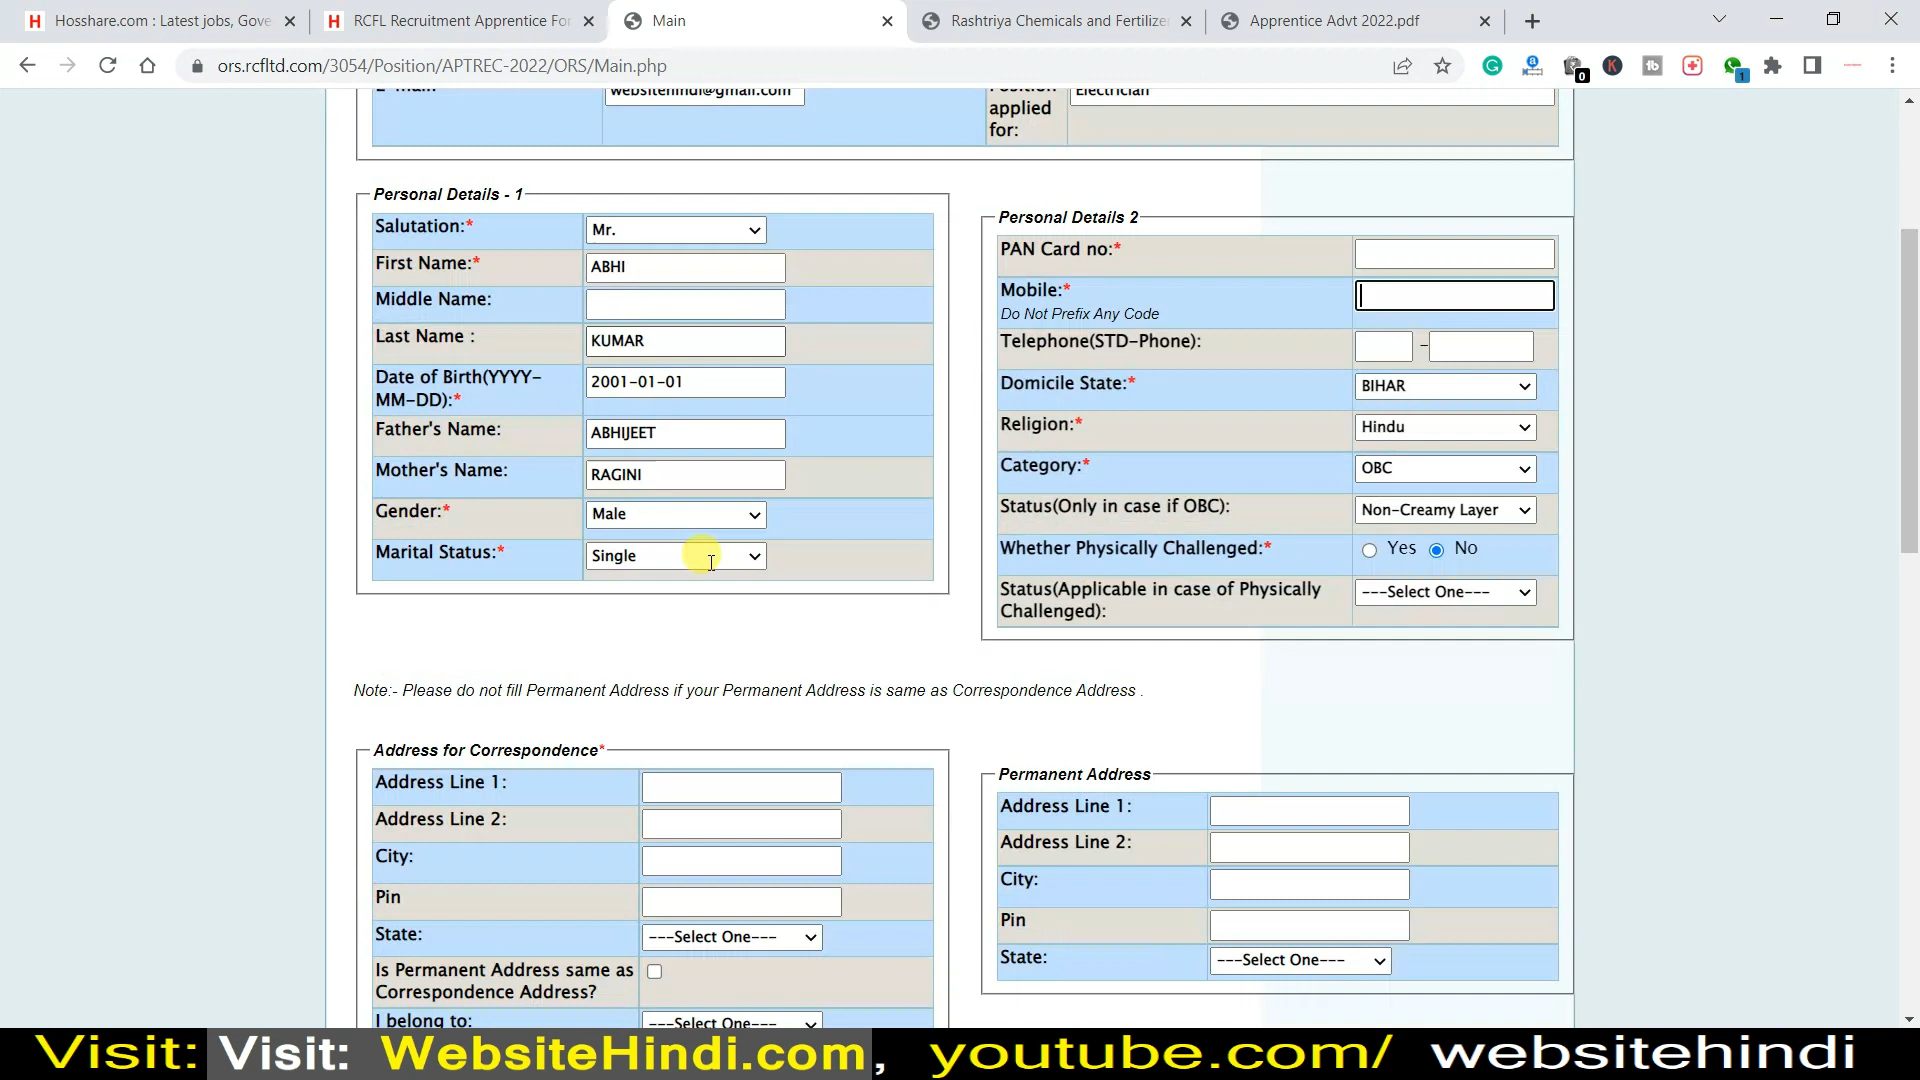 Hosshare.com : Latest jobs, Gove
RCFL Recruitment Apprentice For
Main
Rashtriya Chemicals and Fertilizer
Apprentice Advt 2022.pdf
ors.rcfltd.com/3054/Position/APTREC-2022/ORS/Main.php
websitehindi@gmail.com
Position applied for:
Electrician
Personal Details - 1
Salutation:*
Mr.
First Name:*
ABHI
Middle Name:
Last Name :
KUMAR
Date of Birth(YYYY-
MM-DD):*
2001-01-01
Father's Name:
ABHIJEET
Mother's Name:
RAGINI
Gender:*
Male
Marital Status:*
Single
Personal Details 2
PAN Card no:*
Mobile:*
Do Not Prefix Any Code
Telephone(STD-Phone):
–
Domicile State:*
BIHAR
Religion:*
Hindu
Category:*
OBC
Status(Only in case if OBC):
Non-Creamy Layer
Whether Physically Challenged:*
Yes No
Status(Applicable in case of Physically
Challenged):
---Select One---
Note:- Please do not fill Permanent Address if your Permanent Address is same as Correspondence Address .
Address for Correspondence*
Address Line 1:
Address Line 2:
City:
Pin
State:
---Select One---
Is Permanent Address same as
Correspondence Address?
I belong to:
---Select One---
Permanent Address
Address Line 1:
Address Line 2:
City:
Pin
State:
---Select One---
Visit: Visit: WebsiteHindi.com, youtube.com/ websitehindi